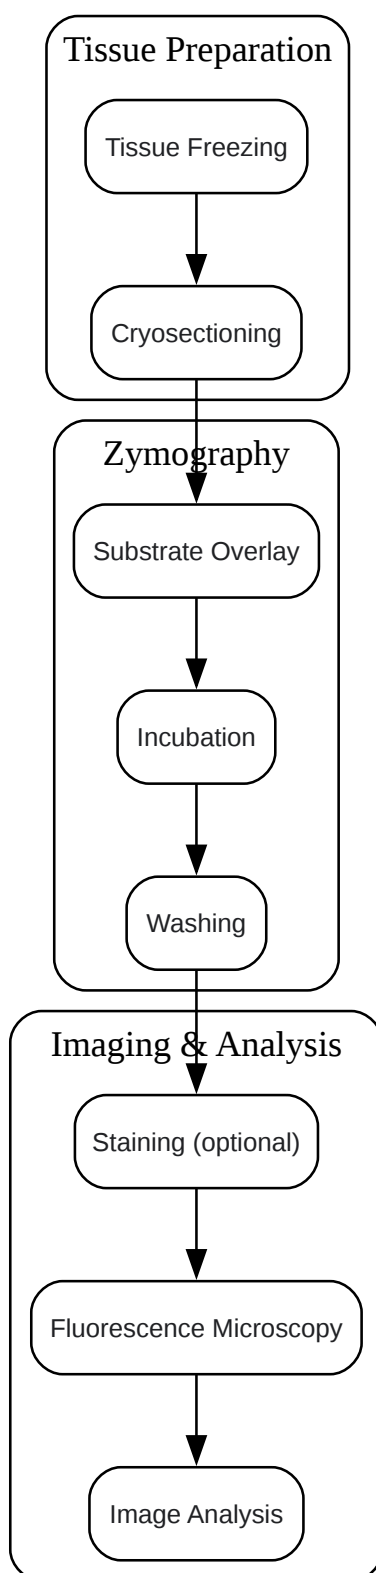 Tissue Preparation
Tissue Freezing
Cryosectioning
Zymography
Substrate Overlay
Incubation
Washing
Imaging & Analysis
Staining (optional)
Fluorescence Microscopy
Image Analysis